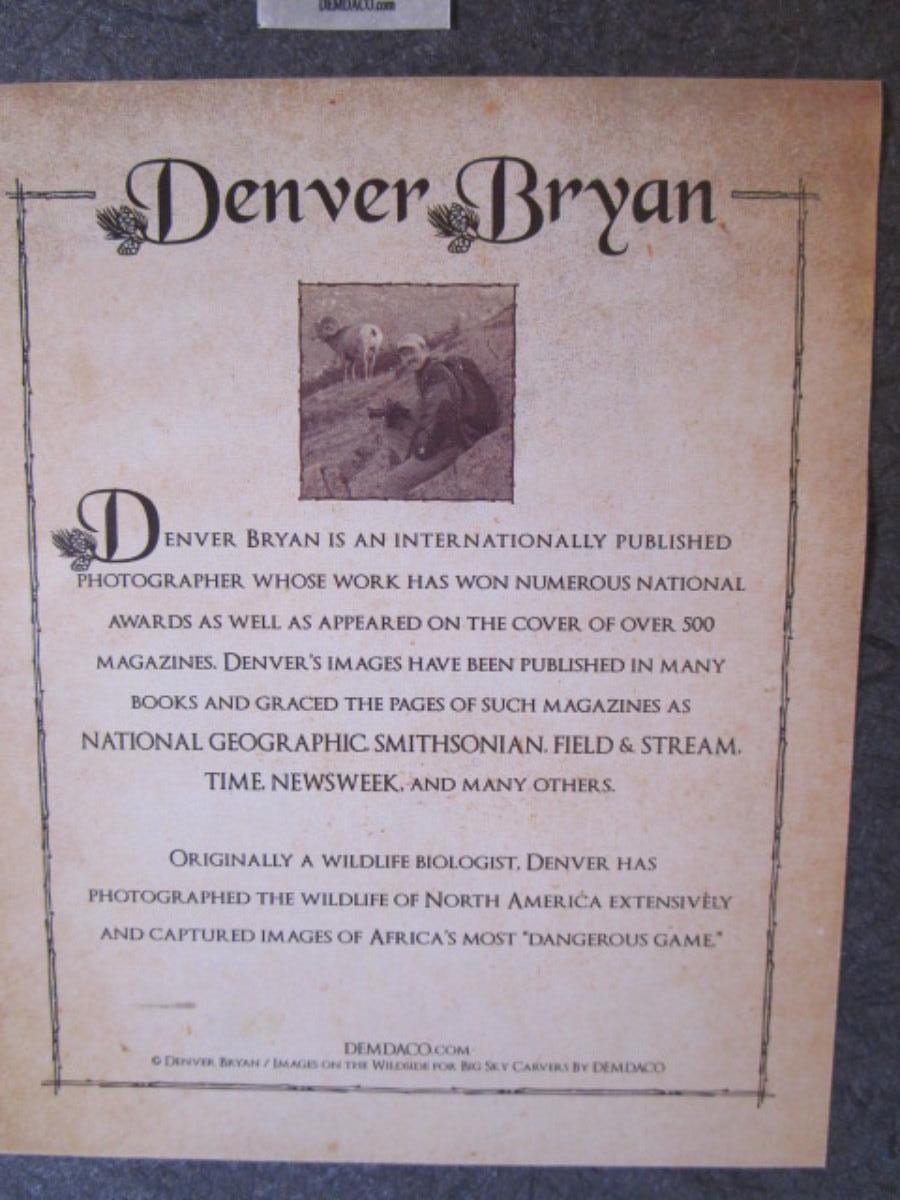 DEMDACO.com
Denver Bryan
DENVER BRYAN IS AN INTERNATIONALLY PUBLISHED
PHOTOGRAPHER WHOSE WORK HAS WON NUMEROUS NATIONAL
AWARDS AS WELL AS APPEARED ON THE COVER OF OVER 500
MAGAZINES. DENVER'S IMAGES HAVE BEEN PUBLISHED IN MANY
BOOKS AND GRACED THE PAGES OF SUCH MAGAZINES AS
NATIONAL GEOGRAPHIC, SMITHSONIAN, FIELD & STREAM,
TIME, NEWSWEEK, AND MANY OTHERS.
ORIGINALLY A WILDLIFE BIOLOGIST, DENVER HAS
PHOTOGRAPHED THE WILDLIFE OF NORTH AMERICA EXTENSIVELY
AND CAPTURED IMAGES OF AFRICA'S MOST "DANGEROUS GAME."
DEMDACO.COM
© DENVER BRYAN / IMAGES ON THE WILDSIDE FOR BIG SKY CARVERS BY DEMDACO